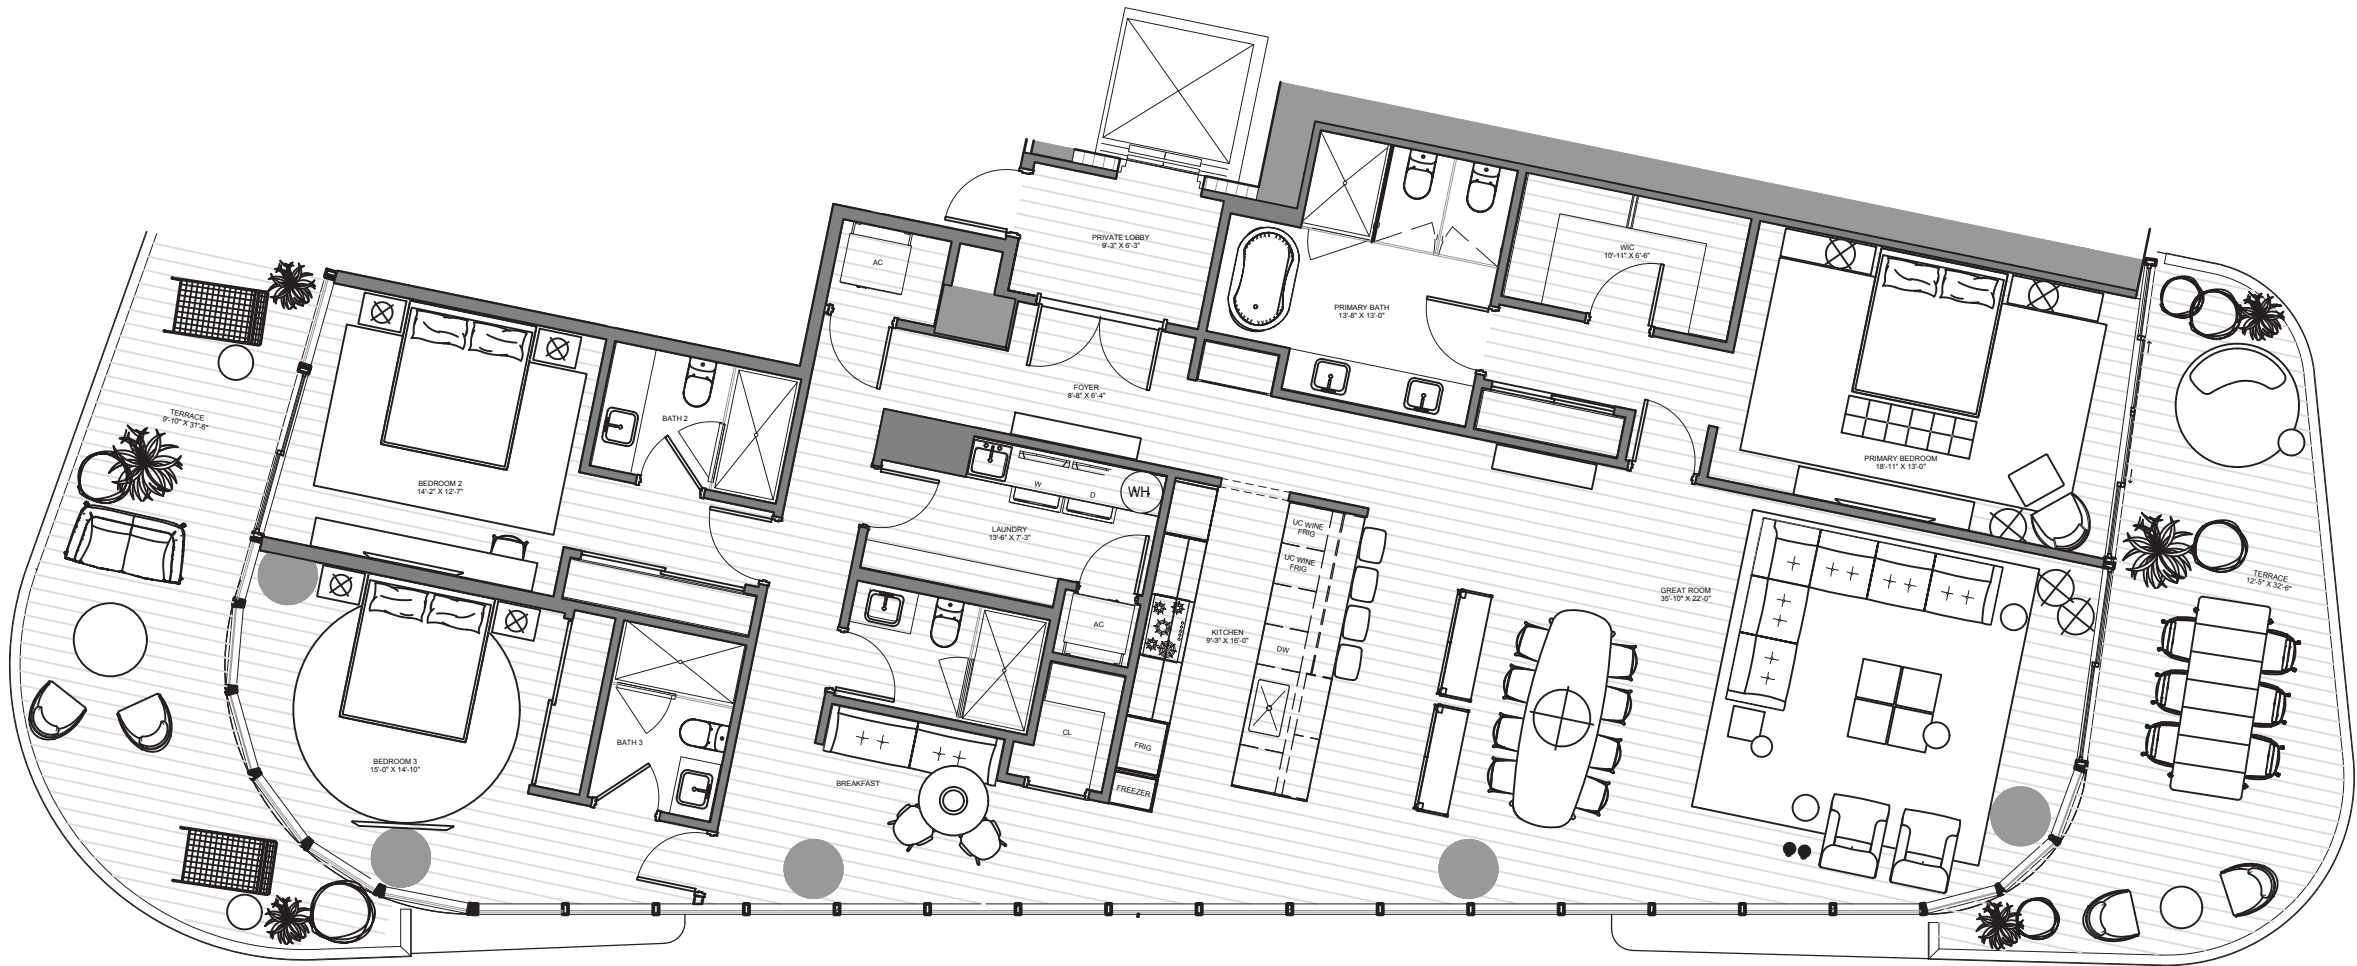 PRIVATE LOBBY
9'-3" X 6'-3"
AC
WIC
10'-11" X 6'-6"
PRIMARY BATH
13'-8" X 13'-0"
FOYER
8'-8" X 6'-4"
TERRACE
9'-10" X 31'-6"
BATH 2
BEDROOM 2
14'-2" X 12'-7"
PRIMARY BEDROOM
18'-11" X 13'-0"
W
D
WH
LAUNDRY
13'-6" X 7'-3"
UC WINE
FRIG
UC WINE
FRIG
TERRACE
12'-5" X 32'-6"
GREAT ROOM
35'-10" X 22'-0"
AC
KITCHEN
9'-3" X 16'-0"
DW
BATH 3
CL
FRIG
BEDROOM 3
15'-0" X 14'-10"
BREAKFAST
FREEZER